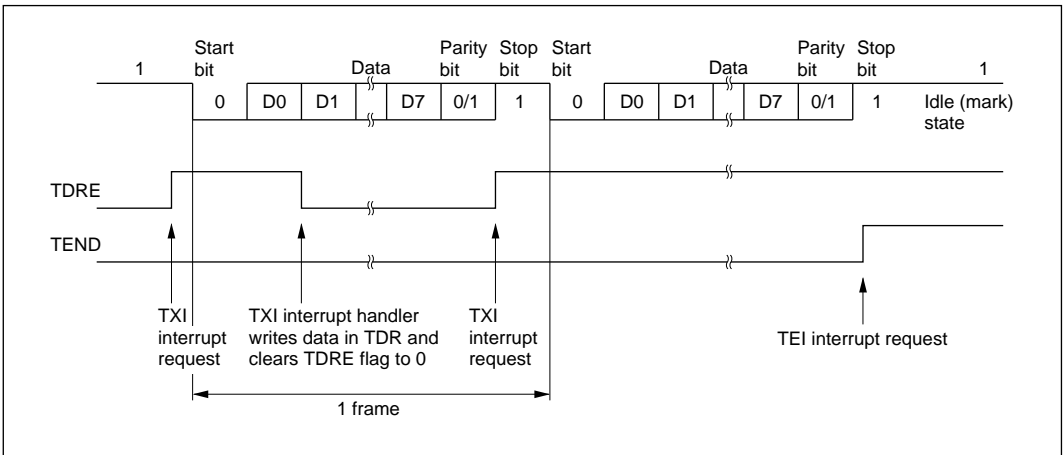 Start Parity Stop Start Parity Stop
1 bit Data bit bit bit Data bit bit 1
0 D0 D1 D7 0/1 1 0 D0 D1 D7 0/1 1 Idle (mark)
state
TDRE
TEND
TXI TXI interrupt handler TXI
interrupt writes data in TDR and interrupt TEI interrupt request
request clears TDRE flag to 0 request
1 frame